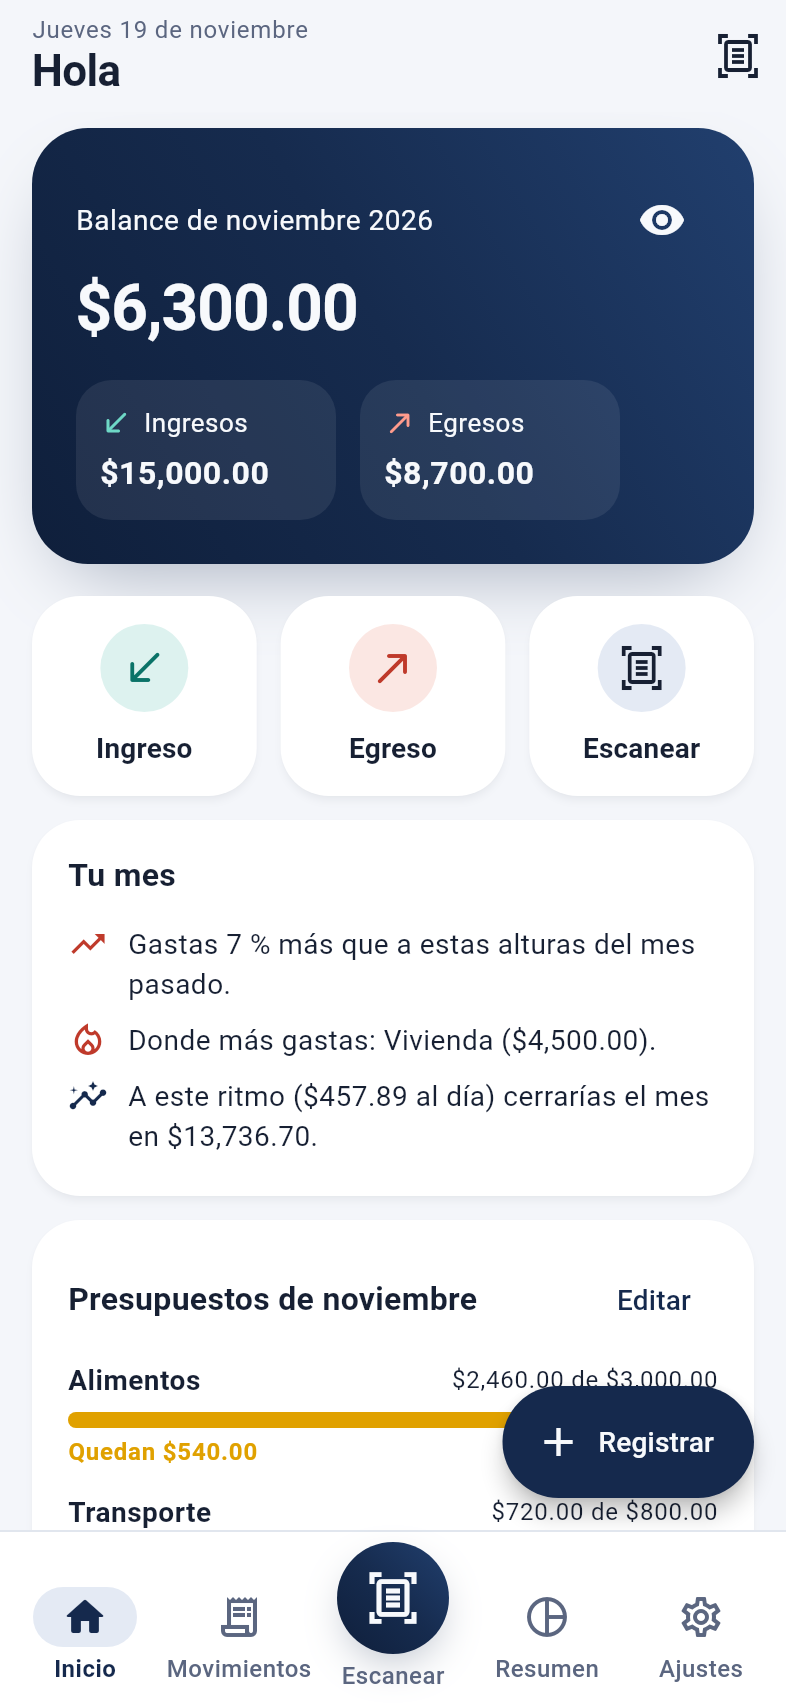 Jueves 19 de noviembre
Hola
Balance de noviembre 2026
$6,300.00
Ingresos
$15,000.00
Egresos
$8,700.00
Ingreso
Egreso
Escanear
Tu mes
Gastas 7 % más que a estas alturas del mes
pasado.
Donde más gastas: Vivienda ($4,500.00).
A este ritmo ($457.89 al día) cerrarías el mes
en $13,736.70.
Presupuestos de noviembre
Editar
Alimentos
$2,460.00 de $3,000.00
Quedan $540.00
Registrar
Transporte
$720.00 de $800.00
Inicio
Movimientos
Escanear
Resumen
Ajustes